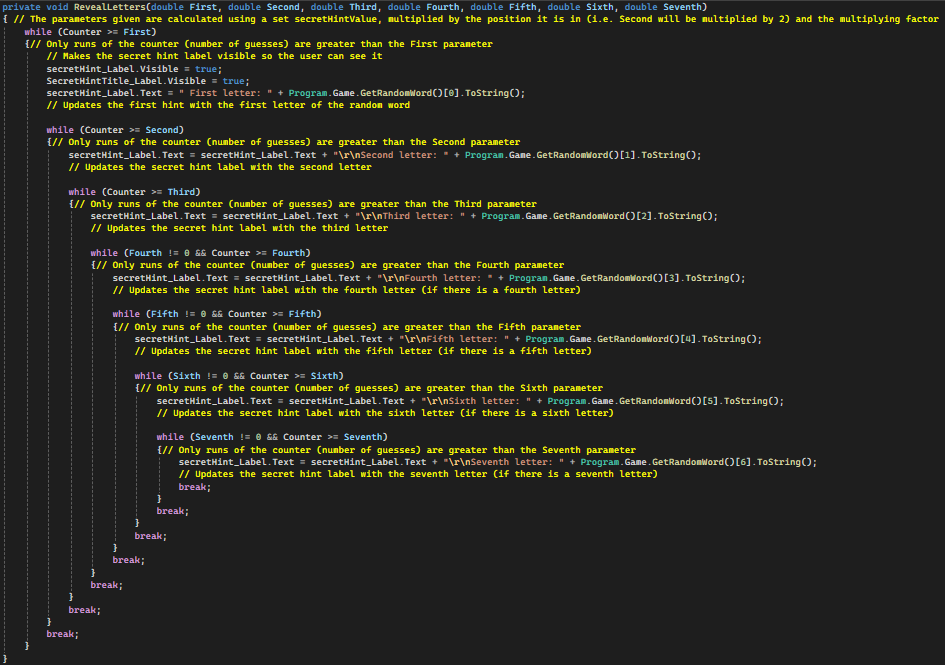 private void RevealLetters(double First, double Second, double Third, double Fourth, double Fifth, double Sixth, double Seventh)
{ // The parameters given are calculated using a set secretHintValue, multiplied by the position it is in (i.e. Second will be multiplied by 2) and the multiplying factor
while (Counter >= First)
{// Only runs of the counter (number of guesses) are greater than the First parameter
// Makes the secret hint label visible so the user can see it
secretHint_Label.Visible = true;
SecretHintTitle_Label.Visible = true;
secretHint_Label.Text = " First letter: " + Program.Game.GetRandomWord()[0].ToString();
// Updates the first hint with the first letter of the random word
while (Counter >= Second)
{// Only runs of the counter (number of guesses) are greater than the Second parameter
secretHint_Label.Text = secretHint_Label.Text + "\r\nSecond letter: " + Program.Game.GetRandomWord()[1].ToString();
// Updates the secret hint label with the second letter
while (Counter >= Third)
{// Only runs of the counter (number of guesses) are greater than the Third parameter
secretHint_Label.Text = secretHint_Label.Text + "\r\nThird letter: " + Program.Game.GetRandomWord()[2].ToString();
// Updates the secret hint label with the third letter
while (Fourth != 0 && Counter >= Fourth)
{// Only runs of the counter (number of guesses) are greater than the Fourth parameter
secretHint_Label.Text = secretHint_Label.Text + "\r\nFourth letter: " + Program.Game.GetRandomWord()[3].ToString();
// Updates the secret hint label with the fourth letter (if there is a fourth letter)
while (Fifth != 0 && Counter >= Fifth)
{// Only runs of the counter (number of guesses) are greater than the Fifth parameter
secretHint_Label.Text = secretHint_Label.Text + "\r\nFifth letter: " + Program.Game.GetRandomWord()[4].ToString();
// Updates the secret hint label with the fifth letter (if there is a fifth letter)
while (Sixth != 0 && Counter >= Sixth)
{// Only runs of the counter (number of guesses) are greater than the Sixth parameter
secretHint_Label.Text = secretHint_Label.Text + "\r\nSixth letter: " + Program.Game.GetRandomWord()[5].ToString();
// Updates the secret hint label with the sixth letter (if there is a sixth letter)
while (Seventh != 0 && Counter >= Seventh)
{// Only runs of the counter (number of guesses) are greater than the Seventh parameter
secretHint_Label.Text = secretHint_Label.Text + "\r\nSeventh letter: " + Program.Game.GetRandomWord()[6].ToString();
// Updates the secret hint label with the seventh letter (if there is a seventh letter)
break;
}
break;
}
break;
}
break;
}
break;
}
break;
}
break;
}
}